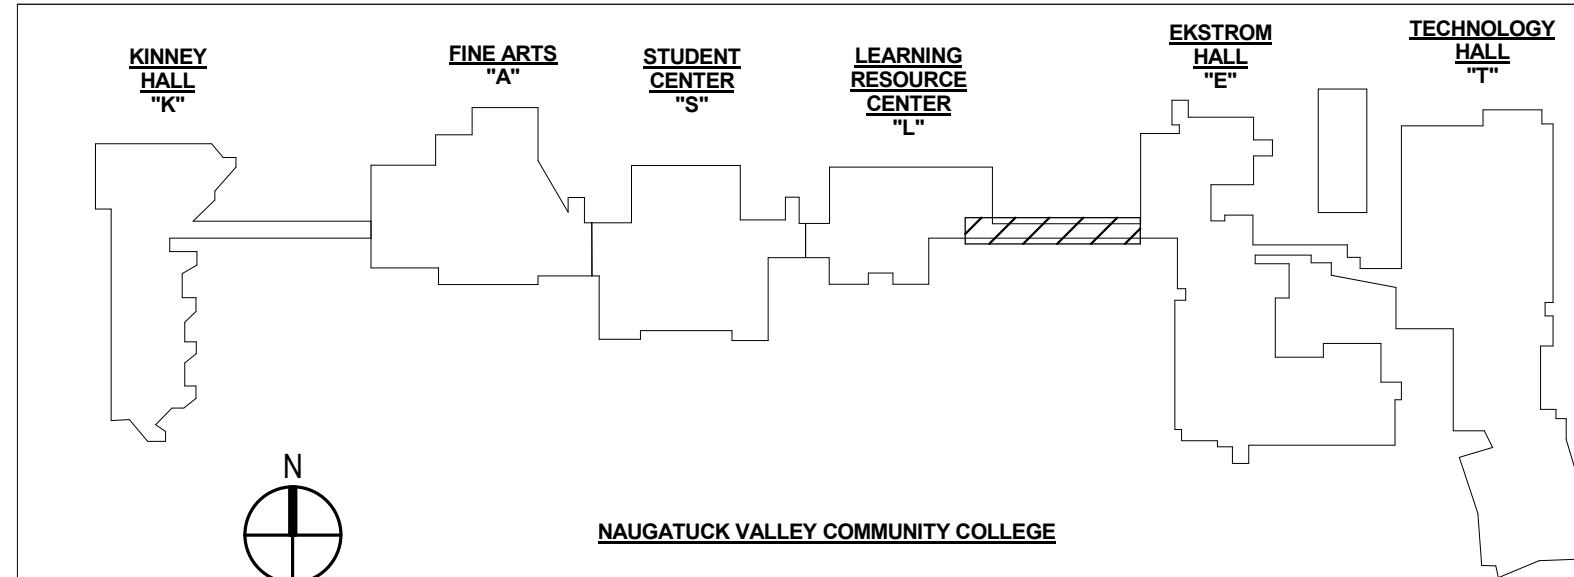 KINNEY
HALL
"K"
FINE ARTS
"A"
STUDENT
CENTER
"S"
LEARNING
RESOURCE
CENTER
"L"
EKSTROM
HALL
"E"
TECHNOLOGY
HALL
"T"
N
NAUGATUCK VALLEY COMMUNITY COLLEGE